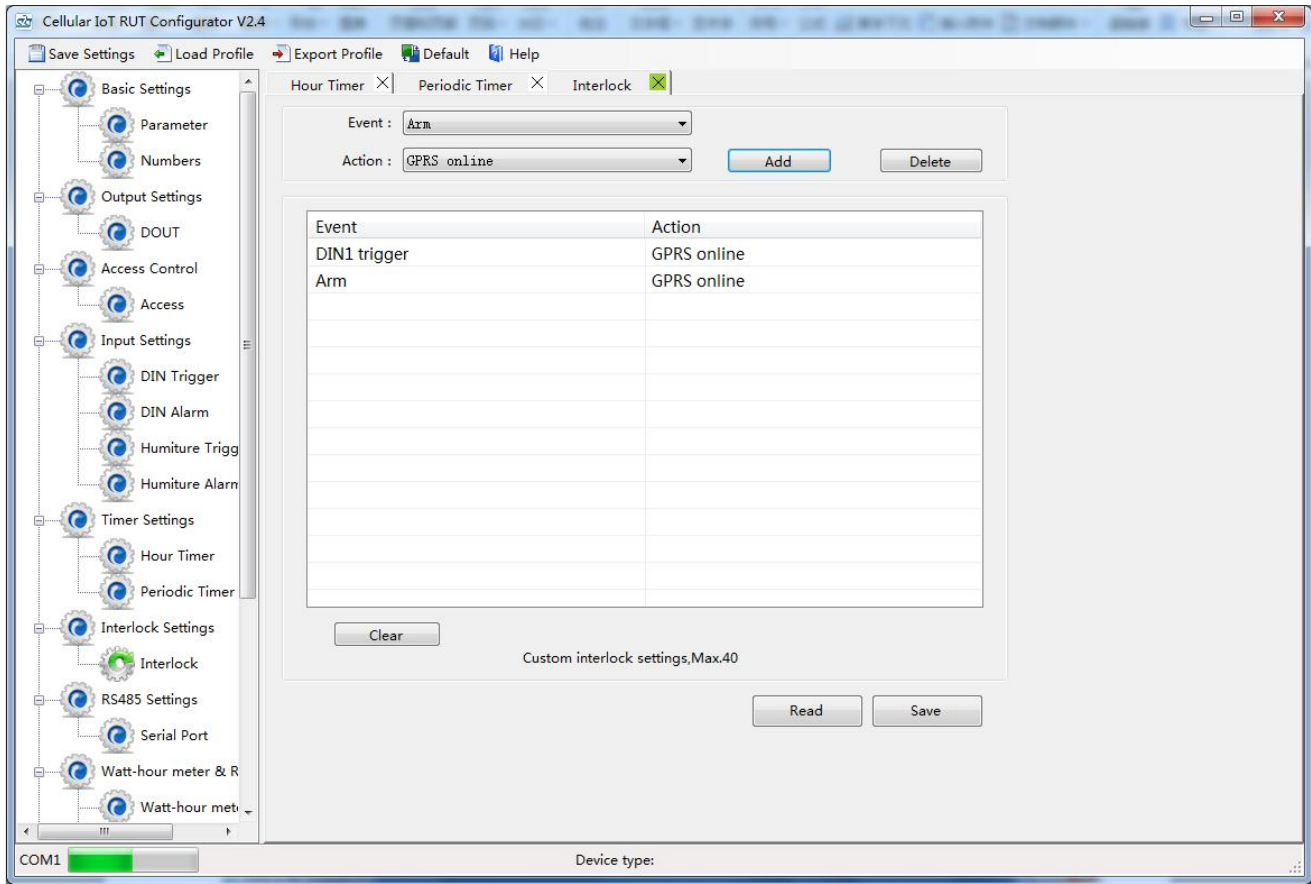 Cellular IoT RUT Configurator V2.4
Save Settings Load Profile Export Profile Default Help
Basic Settings
Parameter
Numbers
Output Settings
DOUT
Access Control
Access
Input Settings
DIN Trigger
DIN Alarm
Humiture Trigg
Humiture Alarm
Timer Settings
Hour Timer
Periodic Timer
Interlock Settings
Interlock
RS485 Settings
Serial Port
Watt-hour meter & R
Watt-hour mete
Hour Timer Periodic Timer Interlock
Event : Arm
Action : GPRS online Add Delete
Event Action
DIN1 trigger GPRS online
Arm GPRS online
Clear
Custom interlock settings,Max.40
Read Save
COM1 Device type: